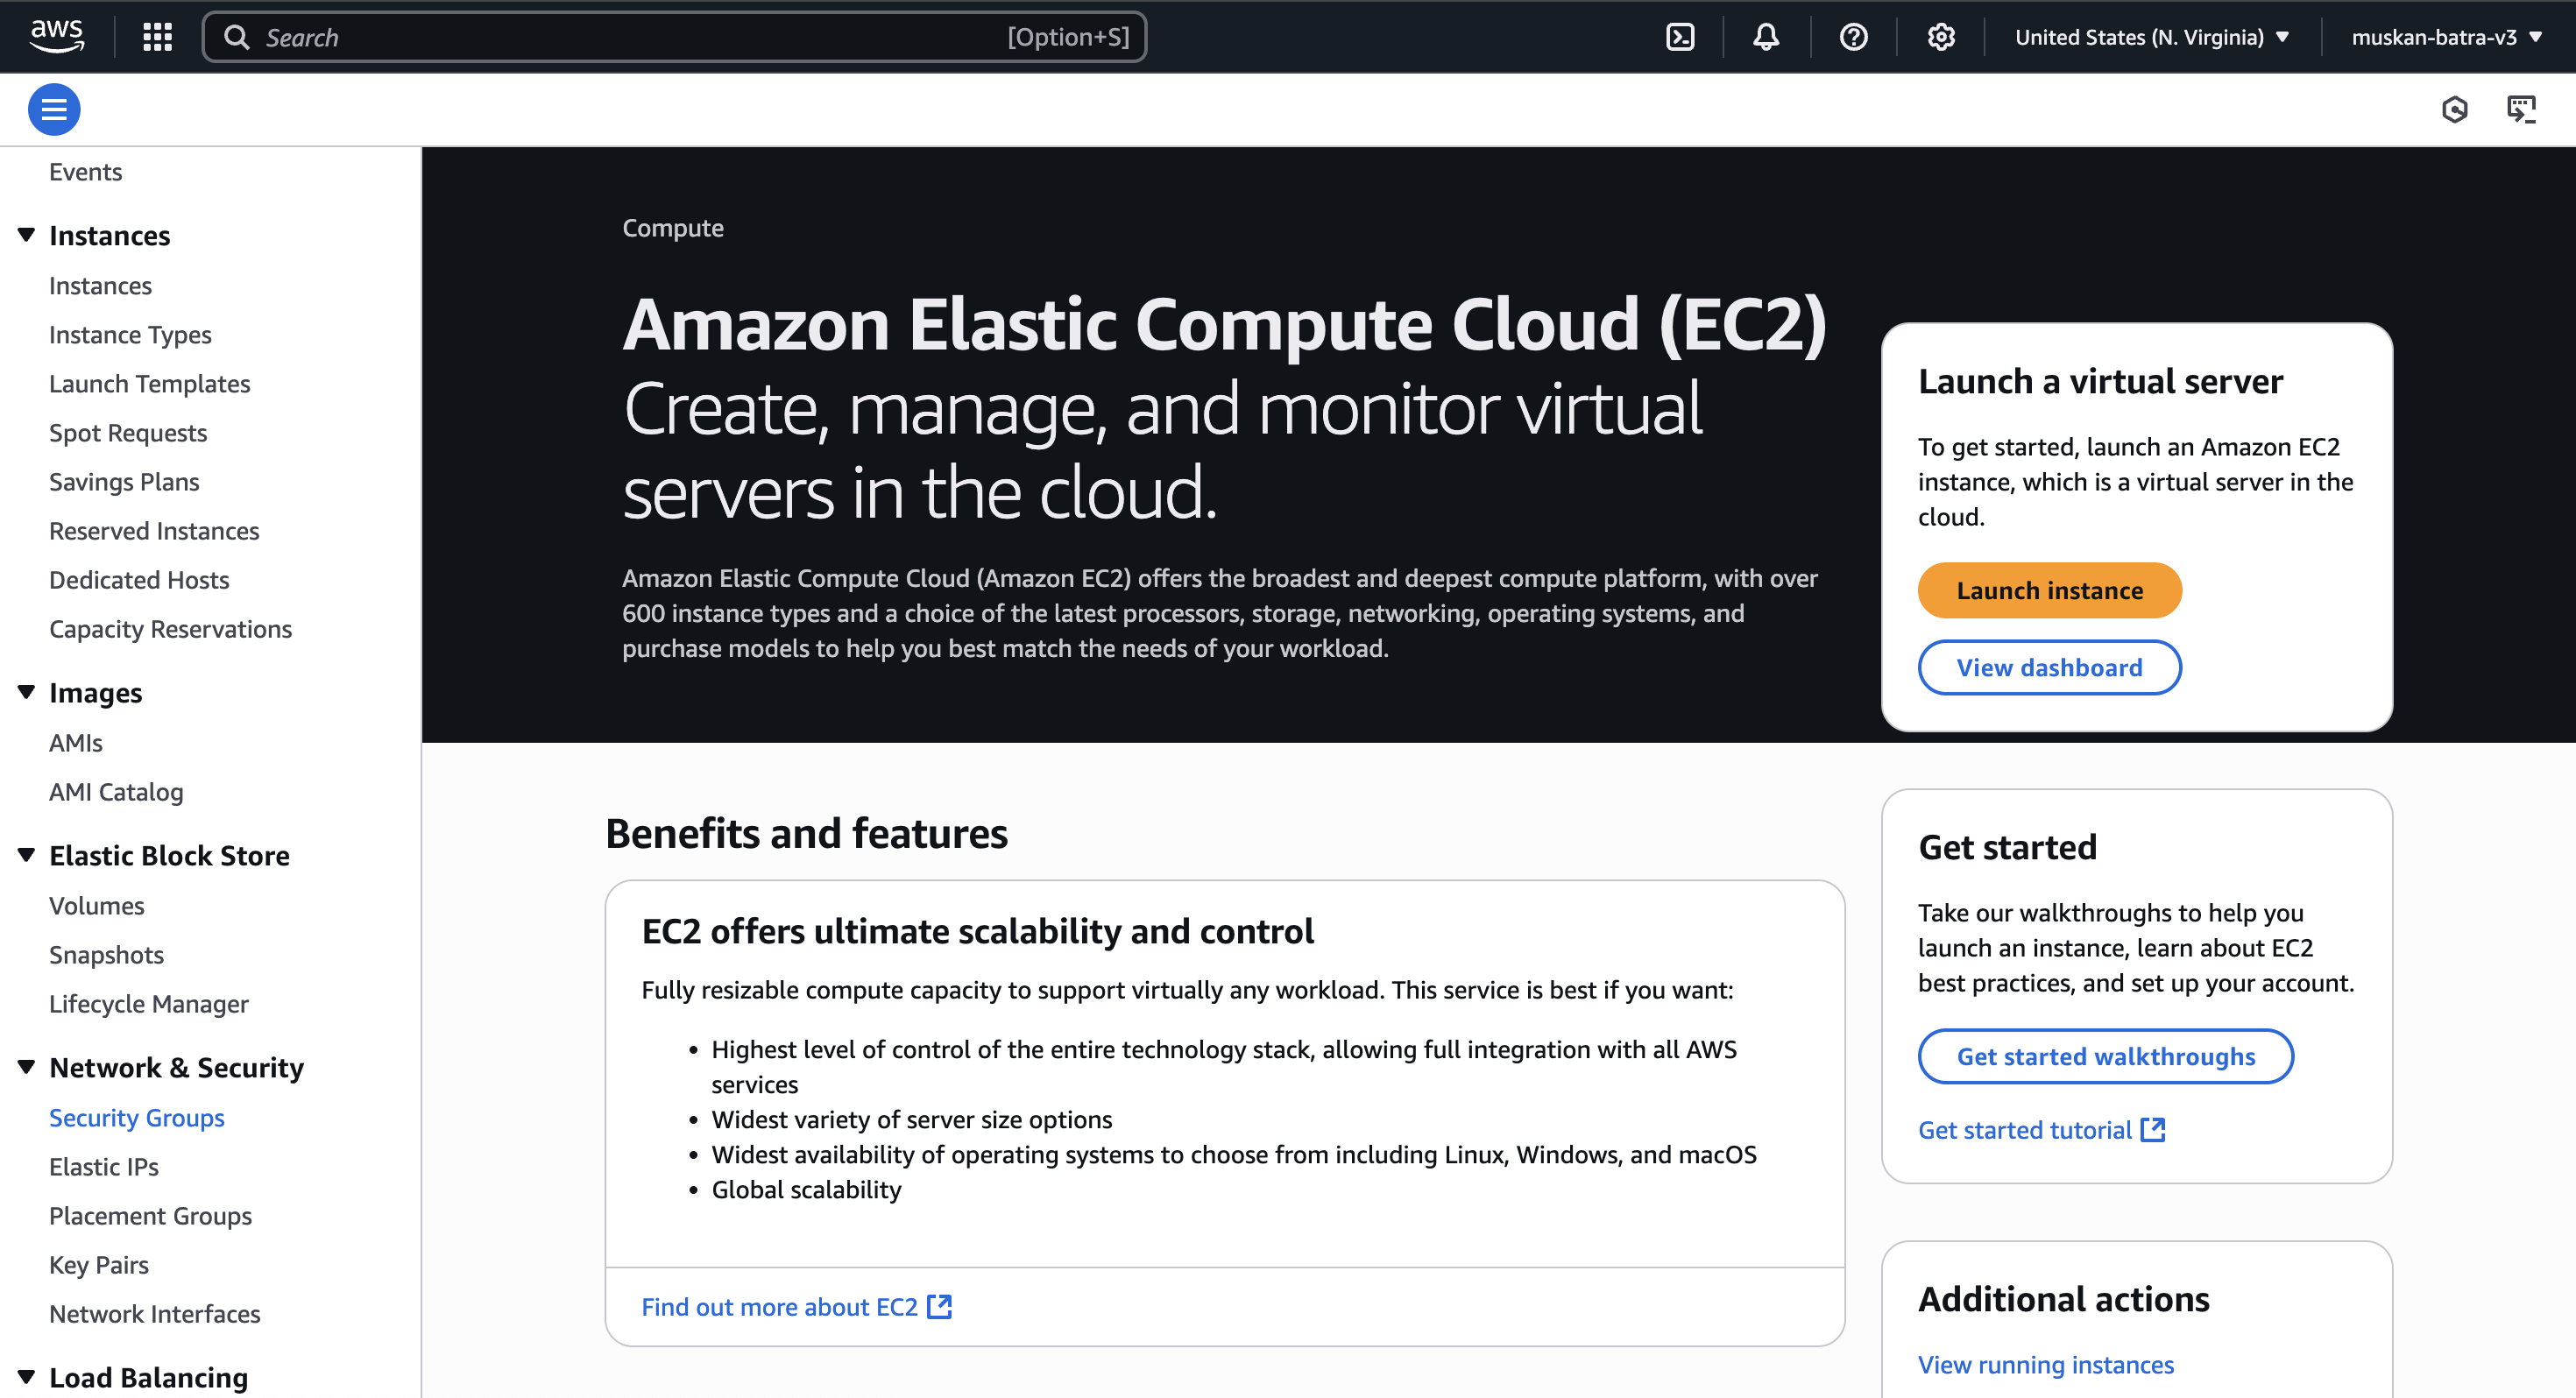 aws
Search
[Option+S]
United States (N. Virginia)
muskan-batra-v3
Events
Instances
Instances
Instance Types
Launch Templates
Spot Requests
Savings Plans
Reserved Instances
Dedicated Hosts
Capacity Reservations
Images
AMIs
AMI Catalog
Elastic Block Store
Volumes
Snapshots
Lifecycle Manager
Network & Security
Security Groups
Elastic IPs
Placement Groups
Key Pairs
Network Interfaces
Load Balancing
Compute
Amazon Elastic Compute Cloud (EC2)
Create, manage, and monitor virtual
servers in the cloud.
Amazon Elastic Compute Cloud (Amazon EC2) offers the broadest and deepest compute platform, with over
600 instance types and a choice of the latest processors, storage, networking, operating systems, and
purchase models to help you best match the needs of your workload.
Launch a virtual server
To get started, launch an Amazon EC2
instance, which is a virtual server in the
cloud.
Launch instance
View dashboard
Benefits and features
EC2 offers ultimate scalability and control
Fully resizable compute capacity to support virtually any workload. This service is best if you want:
• Highest level of control of the entire technology stack, allowing full integration with all AWS
services
• Widest variety of server size options
• Widest availability of operating systems to choose from including Linux, Windows, and macOS
• Global scalability
Find out more about EC2
Get started
Take our walkthroughs to help you
launch an instance, learn about EC2
best practices, and set up your account.
Get started walkthroughs
Get started tutorial
Additional actions
View running instances